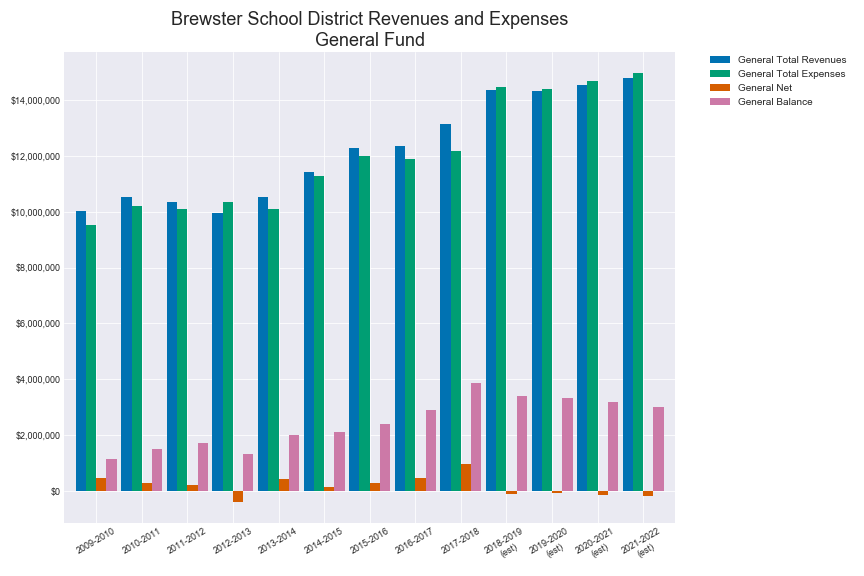 Brewster School District Revenues and Expenses
General Fund
General Total Revenues
General Total Expenses
General Net
General Balance
$14,000,000
$12,000,000
$10,000,000
$8,000,000
$6,000,000
$4,000,000
$2,000,000
$0
2009-2010
2010-2011
2011-2012
2012-2013
2013-2014
2014-2015
2015-2016
2016-2017
2017-2018
2018-2019
(est)
2019-2020
(est)
2020-2021
(est)
2021-2022
(est)